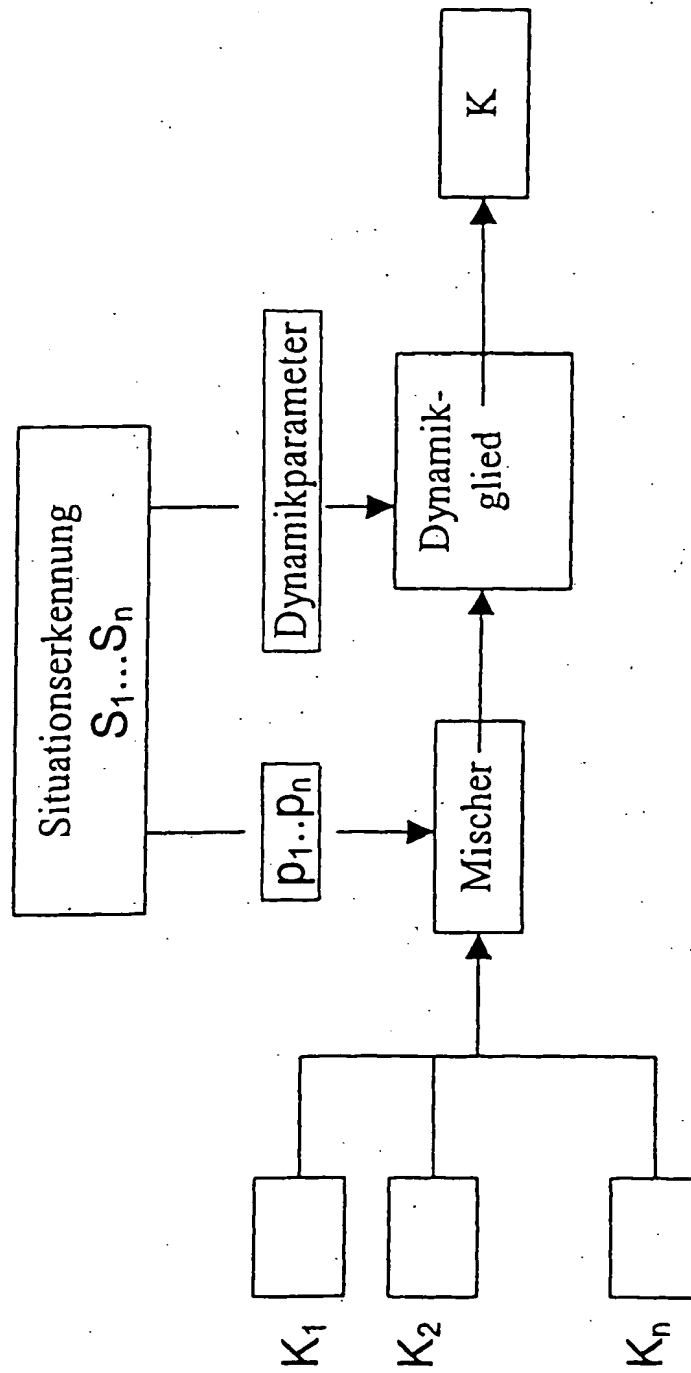 Situationserkennung
S₁...Sₙ
p₁..pₙ
Dynamikparameter
K₁
K₂
Kₙ
Mischer
Dynamik-
glied
K